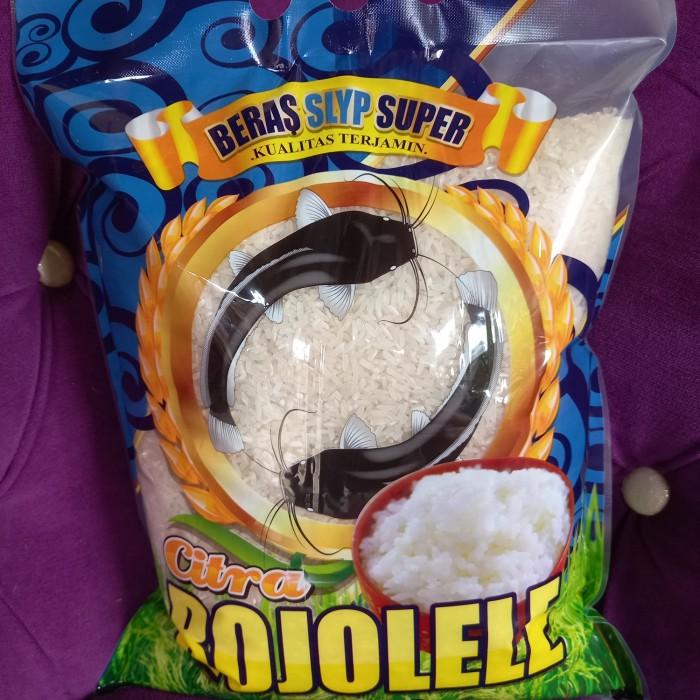 BERAS SLYP SUPER
.KUALITAS TERJAMIN.
Citra
ROJOLELE